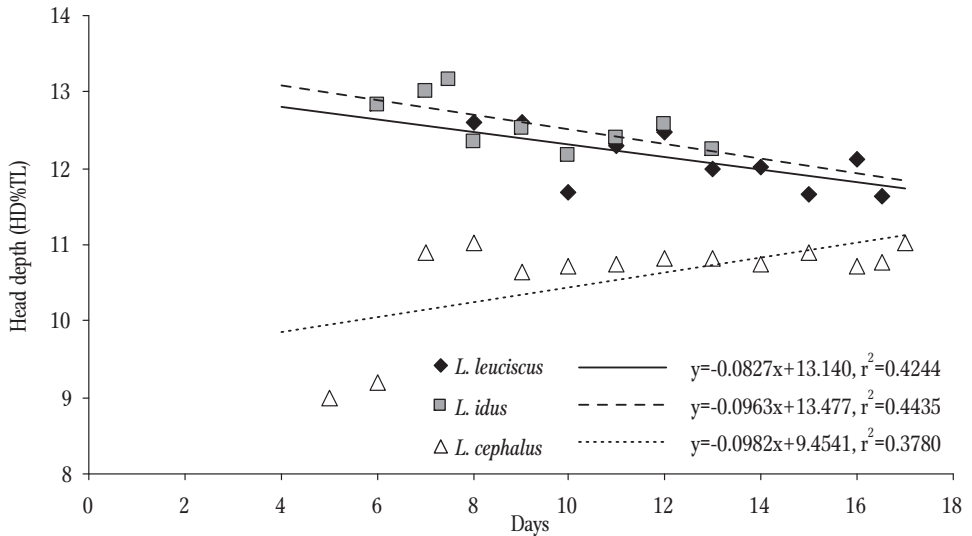 14
13
12
11
10
9
8
Head depth (HD%TL)
L. leuciscus y=-0.0827x+13.140, r²=0.4244
L. idus y=-0.0963x+13.477, r²=0.4435
L. cephalus y=-0.0982x+9.4541, r²=0.3780
0 2 4 6 8 10 12 14 16 18
Days